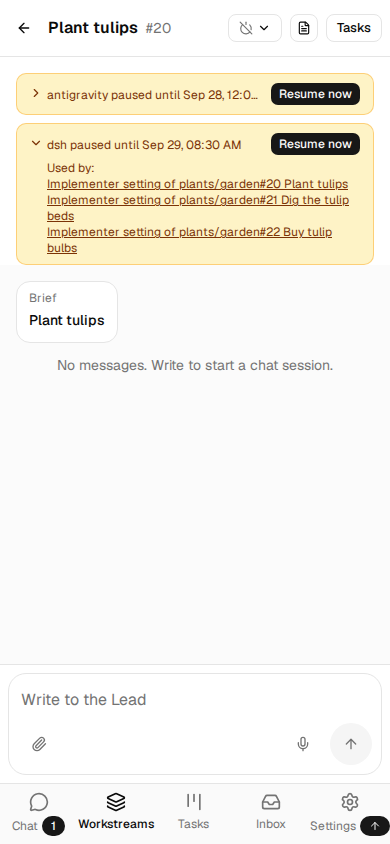 Plant tulips #20
Tasks
antigravity paused until Sep 28, 12:0...
Resume now
dsh paused until Sep 29, 08:30 AM
Resume now
Used by:
Implementer setting of plants/garden#20 Plant tulips
Implementer setting of plants/garden#21 Dig the tulip
beds
Implementer setting of plants/garden#22 Buy tulip
bulbs
Brief
Plant tulips
No messages. Write to start a chat session.
Write to the Lead
Chat 1
Workstreams
Tasks
Inbox
Settings